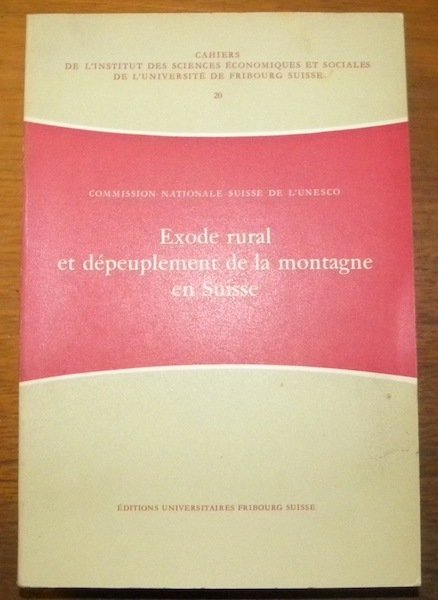 CAHIERS
DE L'INSTITUT DES SCIENCES ÉCONOMIQUES ET SOCIALES
DE L'UNIVERSITÉ DE FRIBOURG SUISSE
20
COMMISSION NATIONALE SUISSE DE L'UNESCO
Exode rural
et dépeuplement de la montagne
en Suisse
ÉDITIONS UNIVERSITAIRES FRIBOURG SUISSE